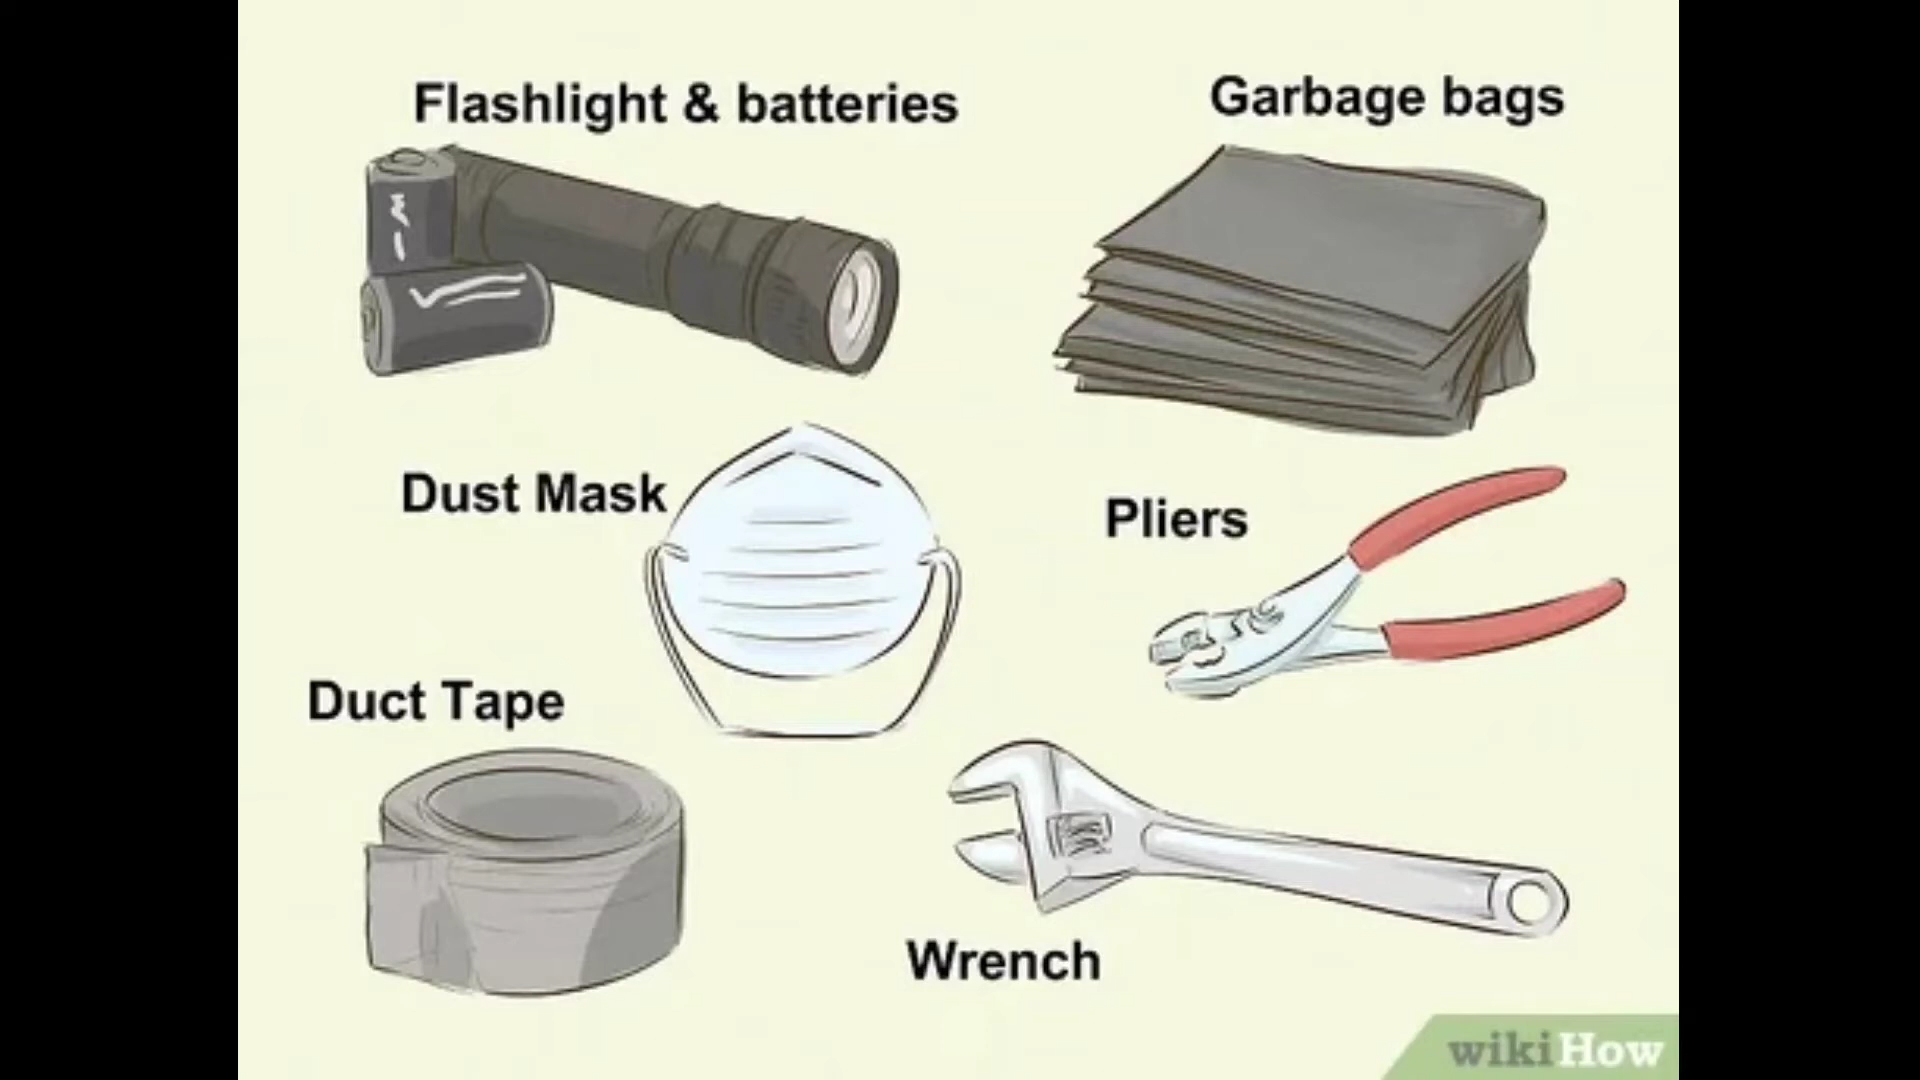 Flashlight & batteries
Garbage bags
Dust Mask
Pliers
Duct Tape
Wrench
wikiHow